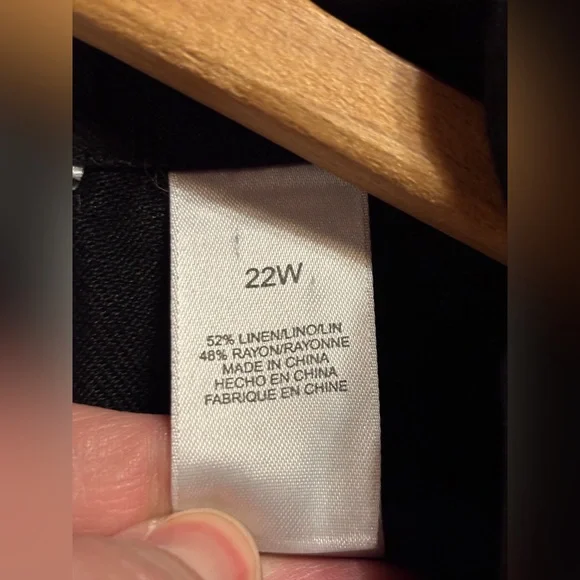 22W
52% LINEN/LINO/LIN
48% RAYON/RAYONNE
MADE IN CHINA
HECHO EN CHINA
FABRIQUE EN CHINE